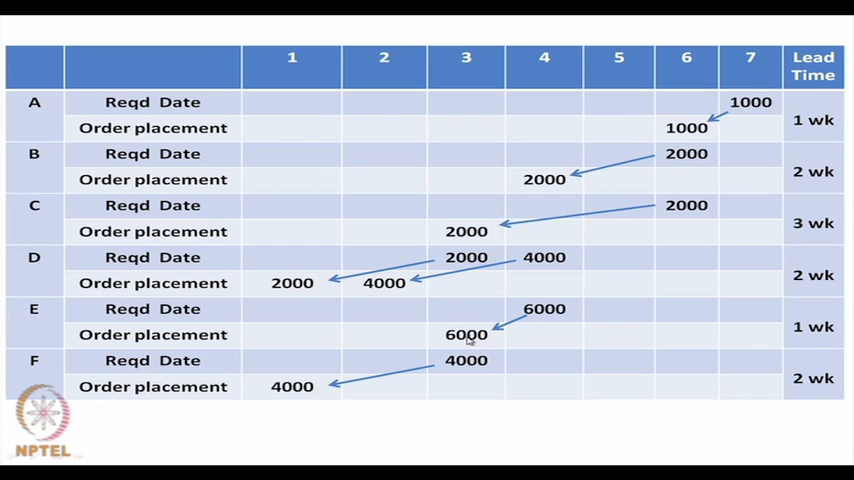 1 2 3 4 5 6 7 Lead Time
A Reqd Date 1000 1 wk
Order placement 1000
B Reqd Date 2000 2 wk
Order placement 2000
C Reqd Date 2000 3 wk
Order placement 2000
D Reqd Date 2000 4000 2 wk
Order placement 2000 4000
E Reqd Date 6000 1 wk
Order placement 6000
F Reqd Date 4000 2 wk
Order placement 4000
NPTEL